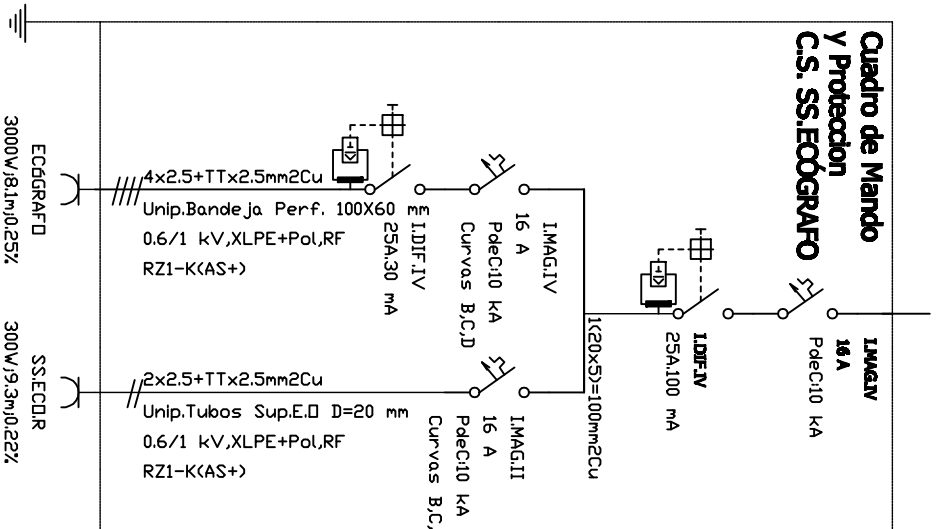 Cuadro de Mando
y Proteccion
C.S. SS.ECÓGRAFO
I.MAG.IV
16 A
PdeC:10 kA
I.DIF.IV
25A.100 mA
1(20x5)=100mm2Cu
I.MAG.IV
16 A
PdeC:10 kA
Curvas B,C,D
I.DIF.IV
25A.30 mA
4x2.5+TTx2.5mm2Cu
Unip.Bandeja Perf. 100X60 mm
0.6/1 kV,XLPE+Pol,RF
RZ1-K(AS+)
ECóGRAFO
3000W;8.1m;0.25%
I.MAG.II
16 A
PdeC:10 kA
Curvas B,C,
2x2.5+TTx2.5mm2Cu
Unip.Tubos Sup.E.O D=20 mm
0.6/1 kV,XLPE+Pol,RF
RZ1-K(AS+)
SS.ECO.R
300W;9.3m;0.22%